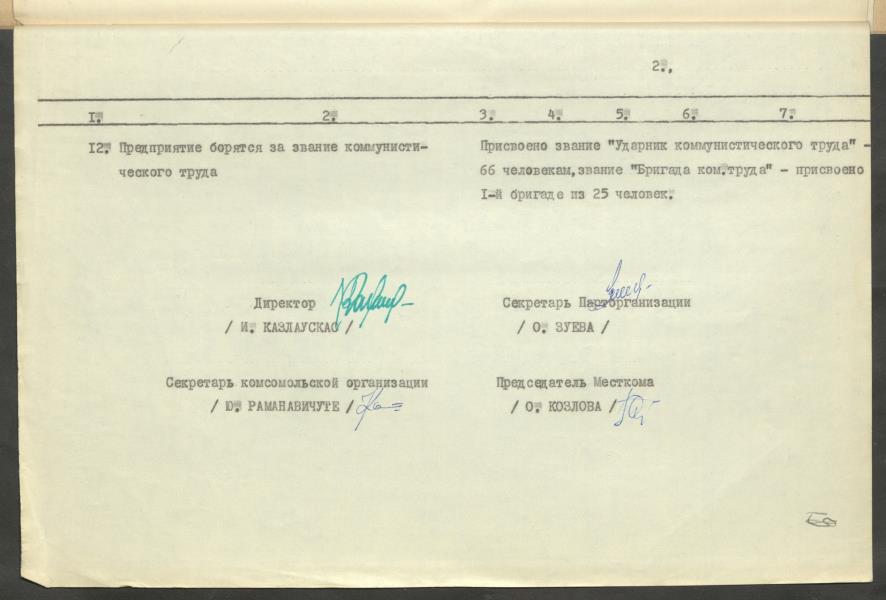 2.,
I. 2. 3. 4. 5. 6. 7.
I2. Предприятие борятся за звание коммунисти-
ческого труда
Присвоено звание "Ударник коммунистического труда" -
66 человекам, звание "Бригада ком.труда" - присвоено
I-й бригаде из 25 человек.
Директор
/ И. КАЗЛАУСКАС /
Секретарь Парторганизации
/ О. ЗУЕВА /
Секретарь комсомольской организации
/ Ю. РАМАНАВИЧУТЕ /
Председатель Месткома
/ О. КОЗЛОВА /